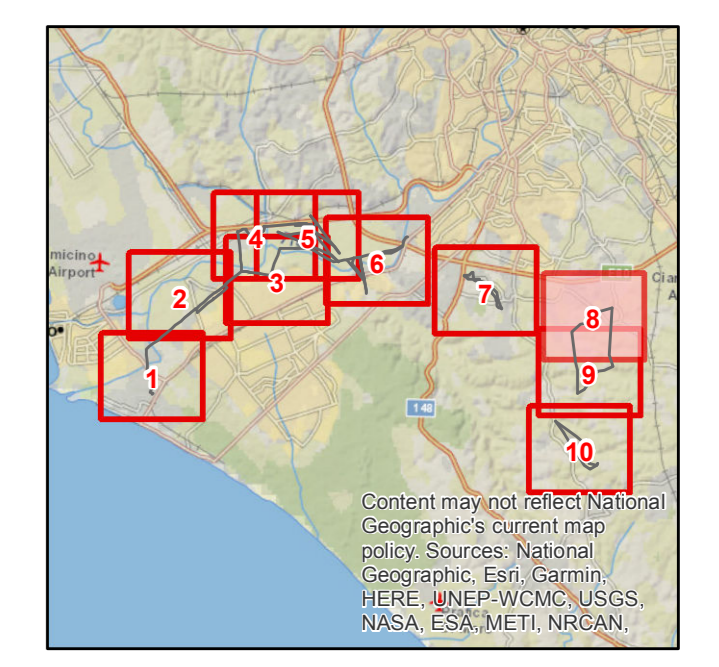 micino
Airport
4
5
6
3
2
7
Cian
A
8
9
1
148
10
Content may not reflect National
Geographic's current map
policy. Sources: National
Geographic, Esri, Garmin,
HERE, UNEP-WCMC, USGS,
NASA, ESA, METI, NRCAN,